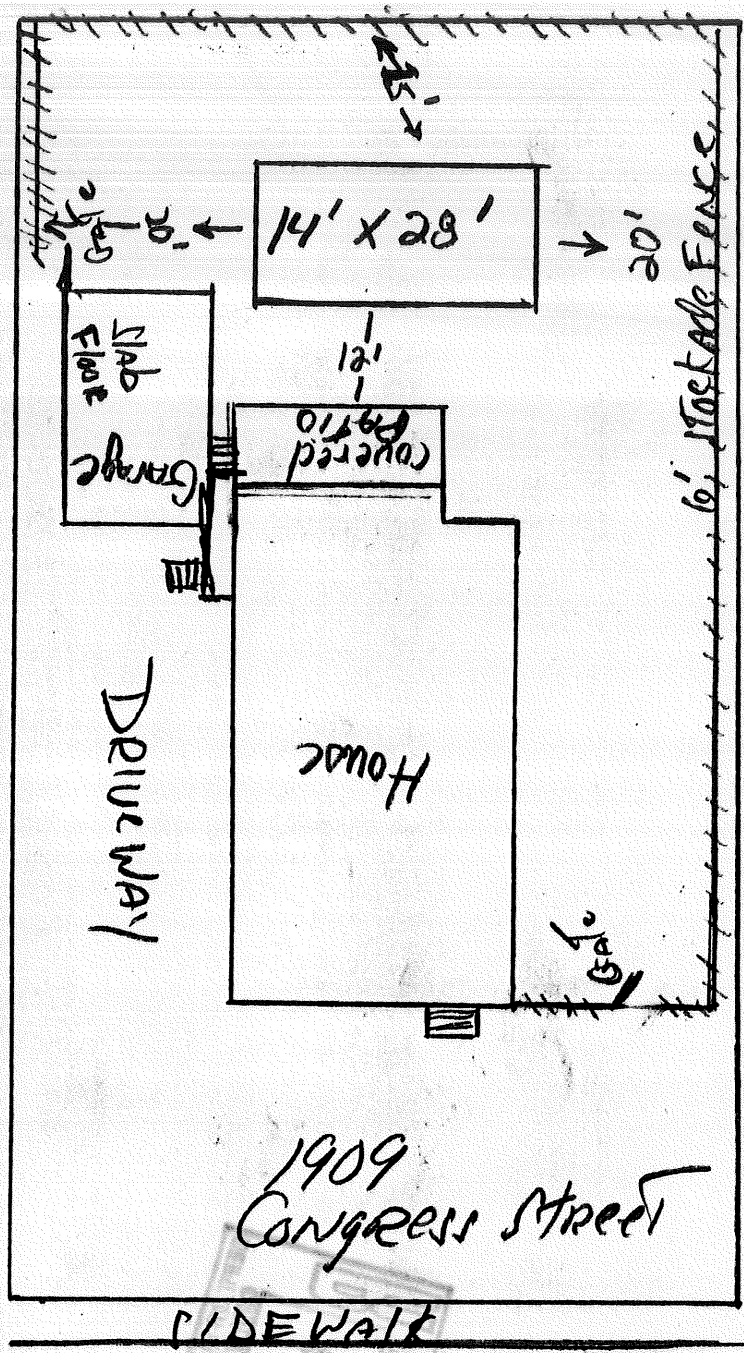 15'
14' X 28'
20'
20'
Gate
6' Stockade Fence
12'
Slab
Floor
Garage
Covered
Patio
House
Driveway
Gate
1909
Congress Street
SIDEWALK